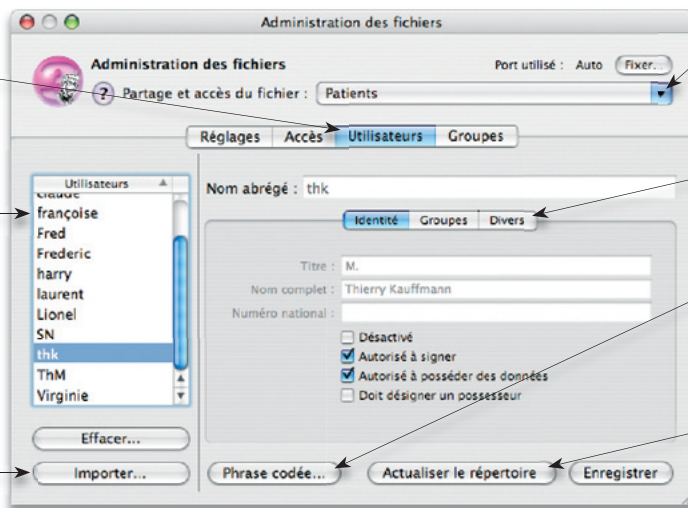 Administration des fichiers
Administration des fichiers
Port utilisé : Auto Fixer...
? Partage et accès du fichier : Patients
Réglages Accès Utilisateurs Groupes
Utilisateurs
claude
françoise
Fred
Frederic
harry
laurent
Lionel
SN
thk
ThM
Virginie
Effacer...
Importer...
Nom abrégé : thk
Identité Groupes Divers
Titre : M.
Nom complet : Thierry Kauffmann
Numéro national :
Désactivé
Autorisé à signer
Autorisé à posséder des données
Doit désigner un possesseur
Phrase codée... Actualiser le répertoire Enregistrer